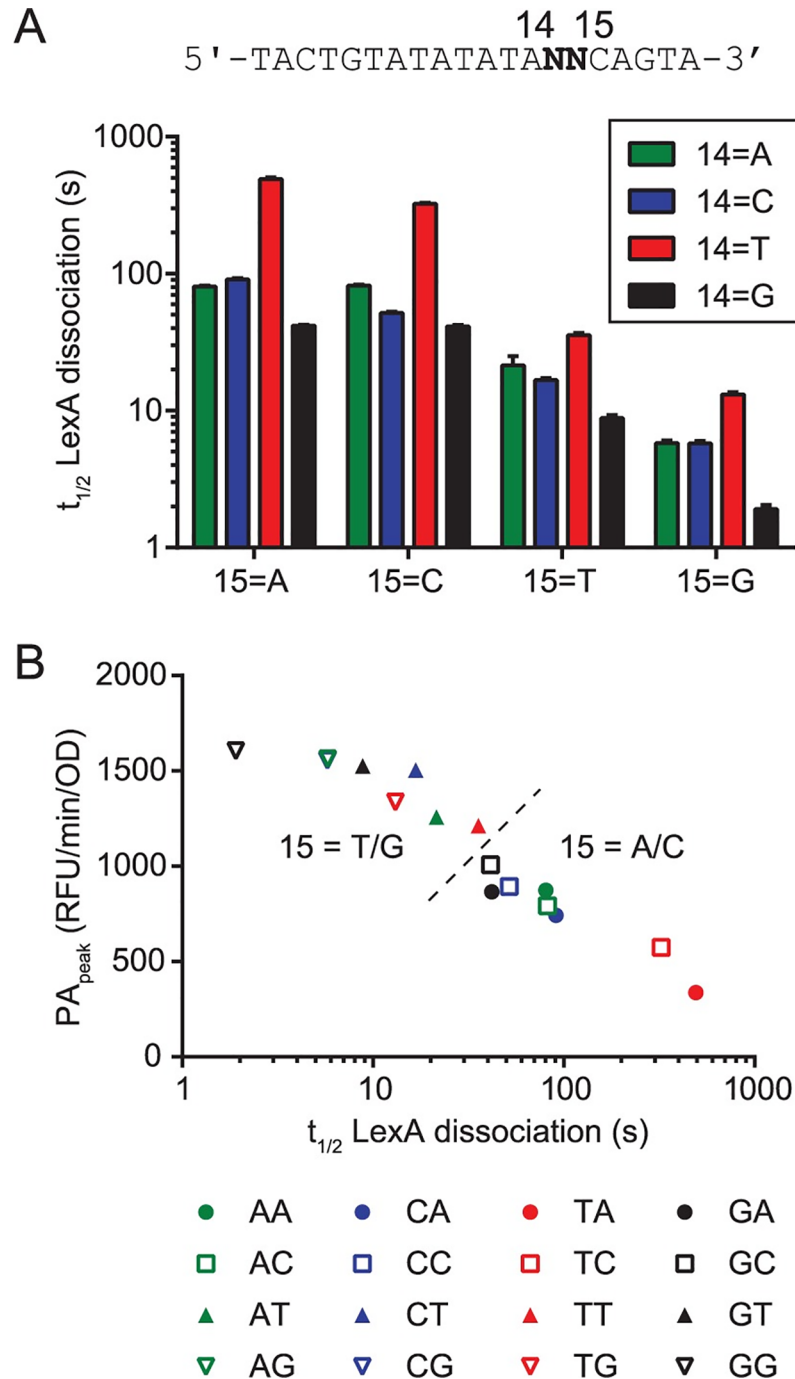 A
14 15
5'-TACTGTATATATANNCAGTA-3'
1000
100
10
1
t1/2 LexA dissociation (s)
14=A
14=C
14=T
14=G
15=A 15=C 15=T 15=G
B
2000
1500
1000
500
0
PApeak (RFU/min/OD)
15 = T/G 15 = A/C
1 10 100 1000
t1/2 LexA dissociation (s)
AA CA TA GA
AC CC TC GC
AT CT TT GT
AG CG TG GG